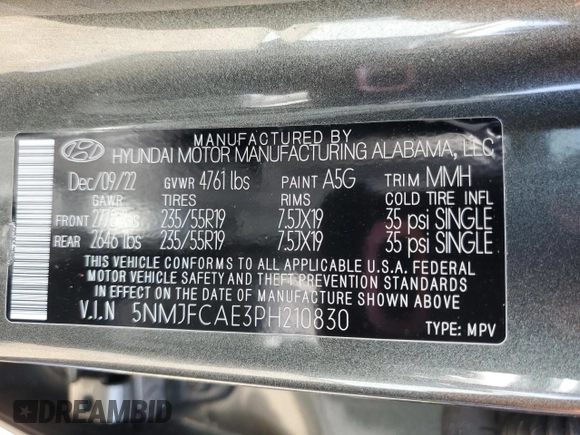 MANUFACTURED BY
HYUNDAI MOTOR MANUFACTURING ALABAMA, LLC
Dec/09/22 GVWR 4761 lbs PAINT A5G TRIM MMH
GAWR TIRES RIMS COLD TIRE INFL
FRONT lbs 235/55R19 7.5JX19 35 psi SINGLE
REAR 2646 lbs 235/55R19 7.5JX19 35 psi SINGLE
THIS VEHICLE CONFORMS TO ALL APPLICABLE U.S.A. FEDERAL
MOTOR VEHICLE SAFETY AND THEFT PREVENTION STANDARDS
IN EFFECT ON THE DATE OF MANUFACTURE SHOWN ABOVE.
V.I.N 5NMJFCAE3PH210830
TYPE: MPV
DREAMBID